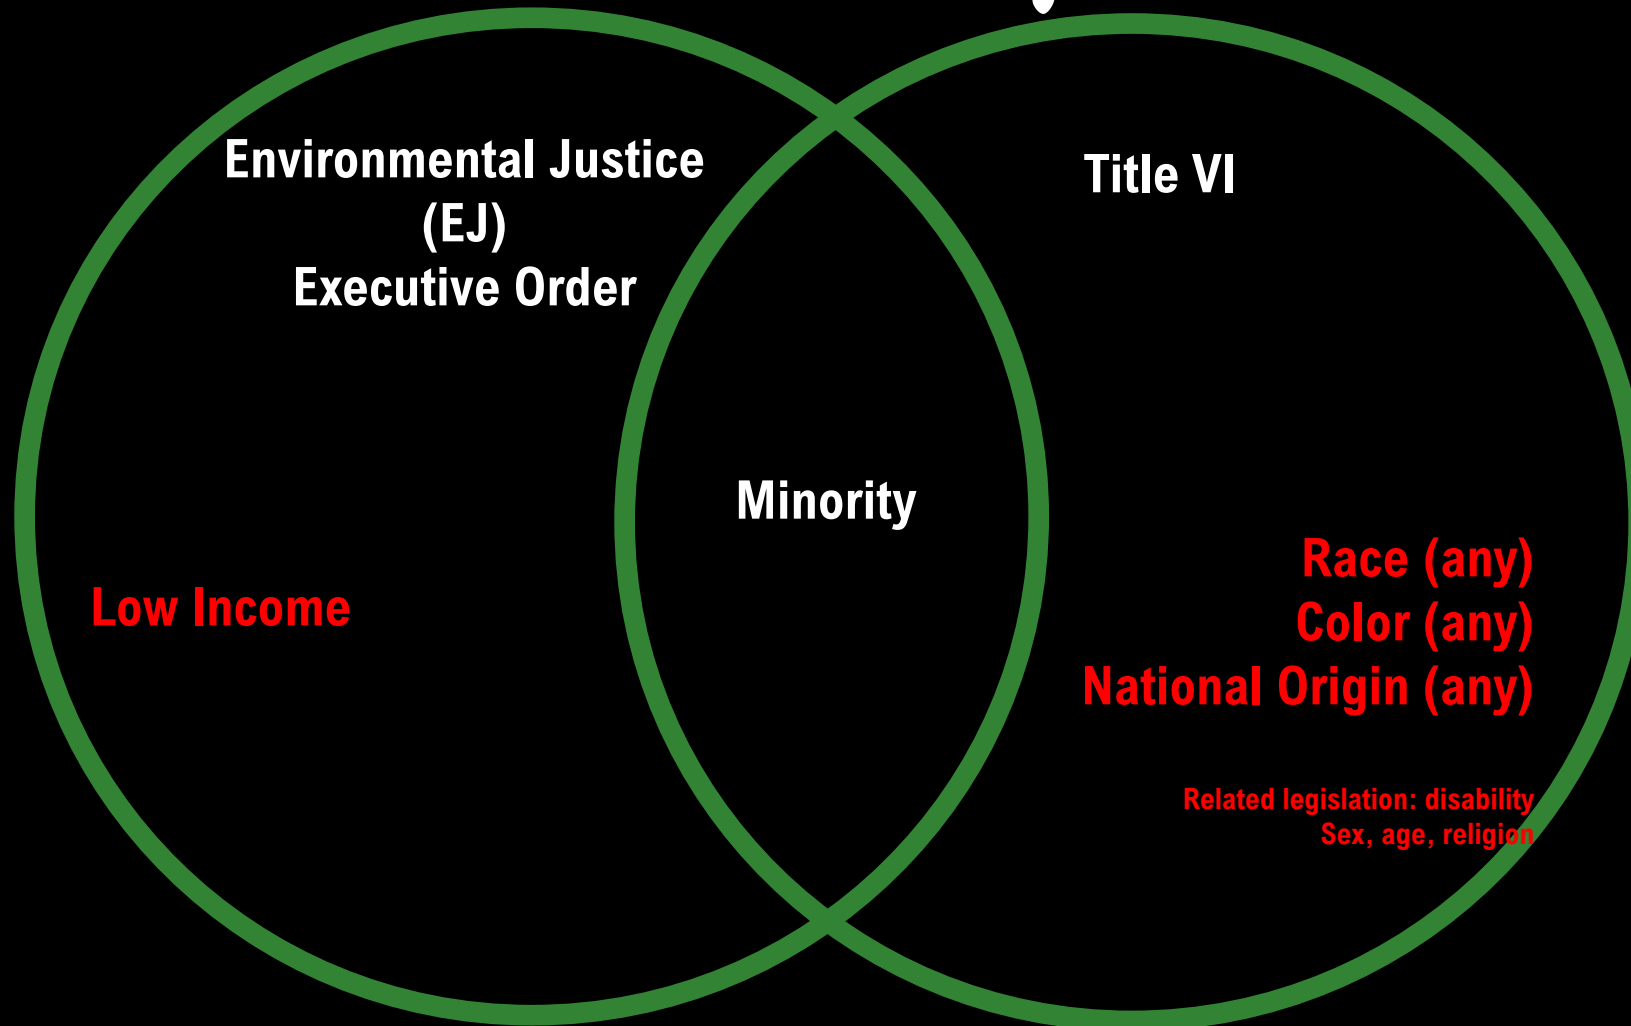 Environmental Justice
(EJ)
Executive Order
Title VI
Minority
Low Income
Race (any)
Color (any)
National Origin (any)
Related legislation: disability
Sex, age, religion